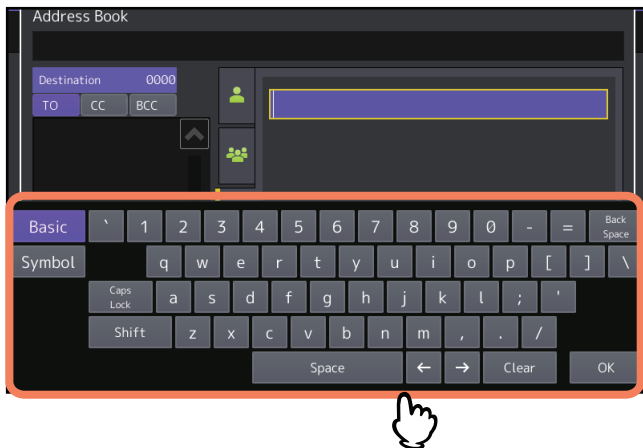 Address Book
Destination 0000
TO CC BCC
Basic ` 1 2 3 4 5 6 7 8 9 0 - = Back Space
Symbol q w e r t y u i o p [ ] \
Caps Lock a s d f g h j k l ; '
Shift z x c v b n m , . /
Space ← → Clear OK